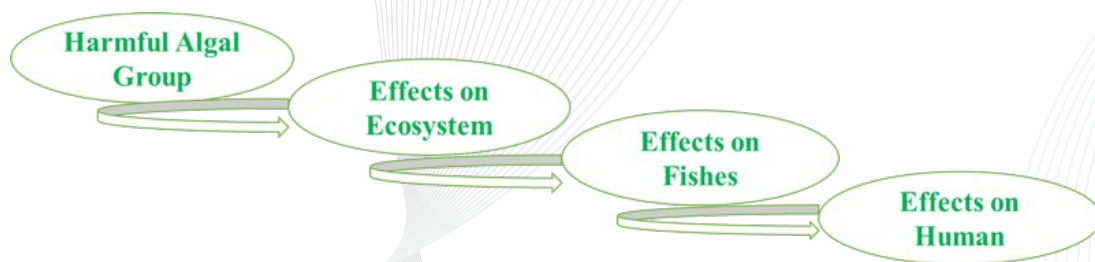 Harmful Algal
Group
Effects on
Ecosystem
Effects on
Fishes
Effects on
Human